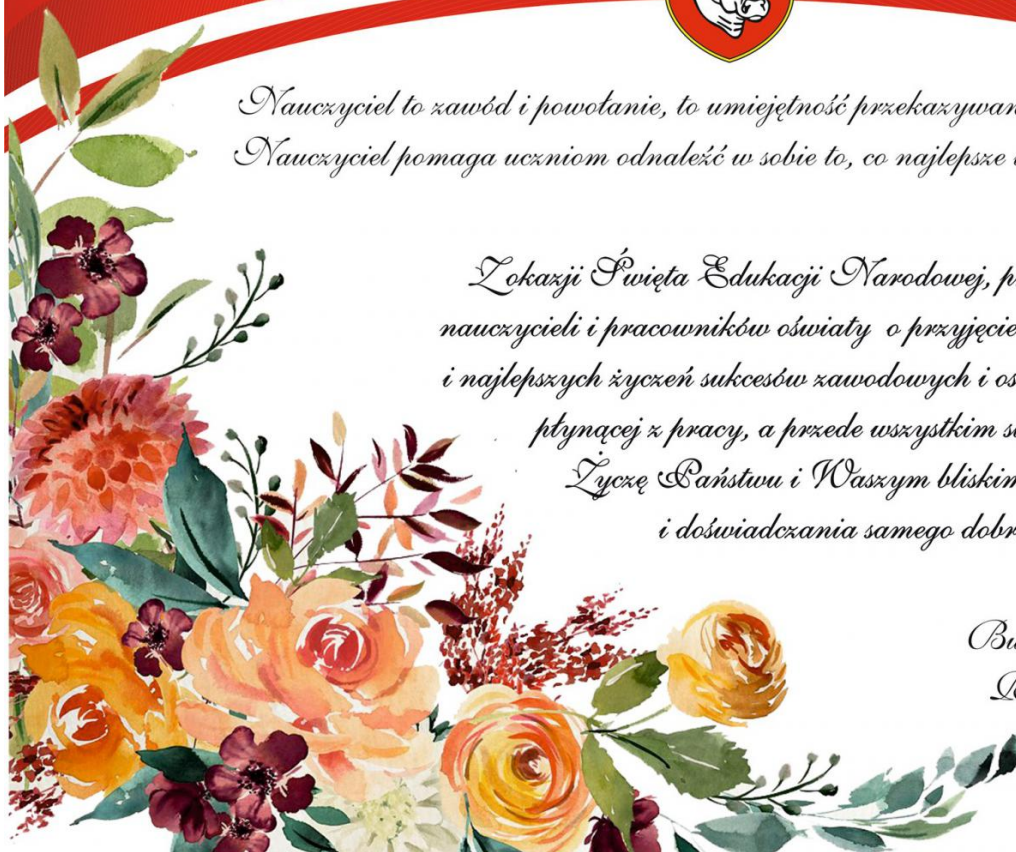 Nauczyciel to zawód i powołanie, to umiejętność przekazywan
Nauczyciel pomaga uczniom odnaleźć w sobie to, co najlepsze i
Z okazji Święta Edukacji Narodowej, p
nauczycieli i pracowników oświaty o przyjęcie
i najlepszych życzeń sukcesów zawodowych i os
płynącej z pracy, a przede wszystkim s
Życzę Państwu i Waszym bliskim
i doświadczania samego dobr
Bu